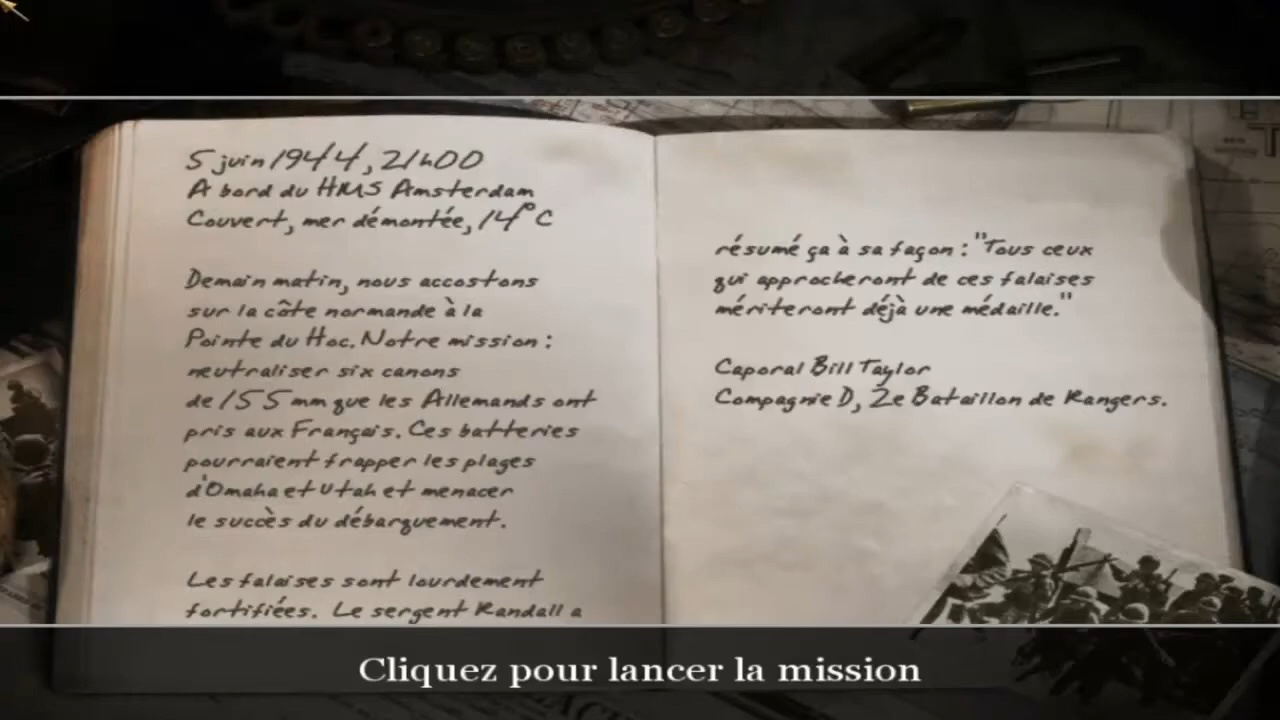 5 juin 1944, 21h00
A bord du HMS Amsterdam
Couvert, mer démontée, 14°C
Demain matin, nous accostons
sur la côte normande à la
Pointe du Hoc. Notre mission :
neutraliser six canons
de 155 mm que les Allemands ont
pris aux Français. Ces batteries
pourraient frapper les plages
d'Omaha et Utah et menacer
le succès du débarquement.
Les falaises sont lourdement
fortifiées. Le sergent Randall a
résumé ça à sa façon : "Tous ceux
qui approcheront de ces falaises
mériteront déjà une médaille."
Caporal Bill Taylor
Compagnie D, 2e Bataillon de Rangers.
Cliquez pour lancer la mission